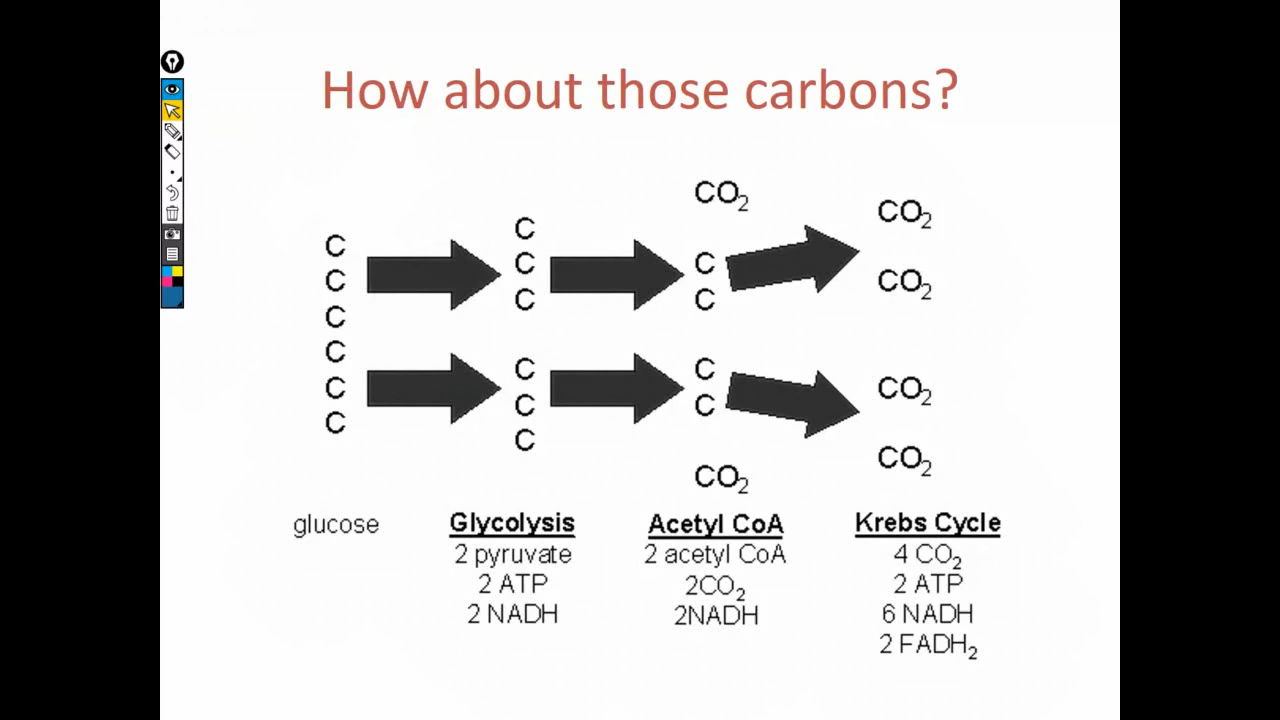 How about those carbons?
C
C
C
C
C
C
C
C
C
C
C
C
CO2
C
C
C
C
CO2
CO2
CO2
CO2
CO2
glucose
Glycolysis
2 pyruvate
2 ATP
2 NADH
Acetyl CoA
2 acetyl CoA
2CO2
2NADH
Krebs Cycle
4 CO2
2 ATP
6 NADH
2 FADH2